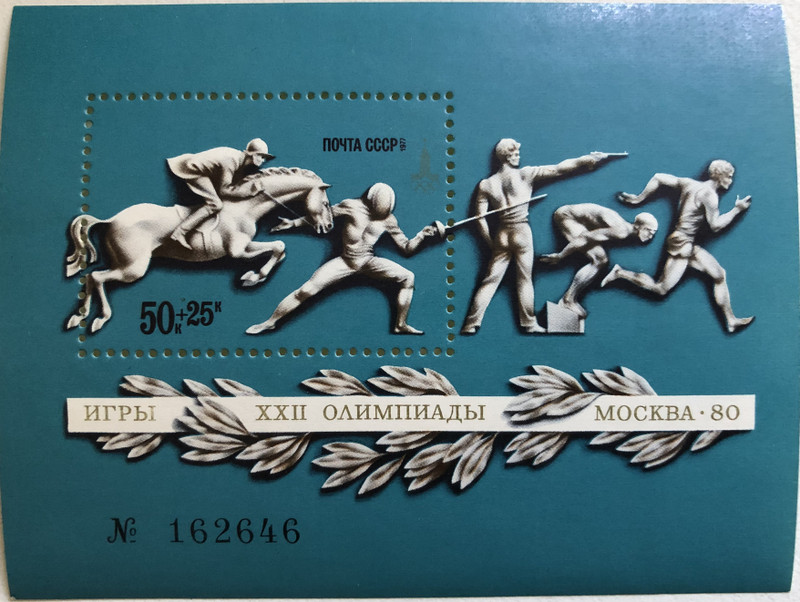 ПОЧТА СССР 1977
50к+25к
ИГРЫ XXII ОЛИМПИАДЫ МОСКВА·80
№ 162646